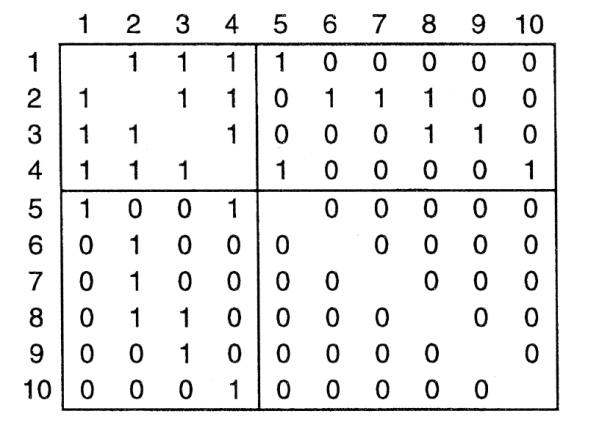 1 2 3 4 5 6 7 8 9 10
1 1 1 1 1 0 0 0 0 0
2 1 1 1 0 1 1 1 0 0
3 1 1 1 0 0 0 1 1 0
4 1 1 1 1 0 0 0 0 1
5 1 0 0 1 0 0 0 0 0
6 0 1 0 0 0 0 0 0 0
7 0 1 0 0 0 0 0 0 0
8 0 1 1 0 0 0 0 0 0
9 0 0 1 0 0 0 0 0 0
10 0 0 0 1 0 0 0 0 0